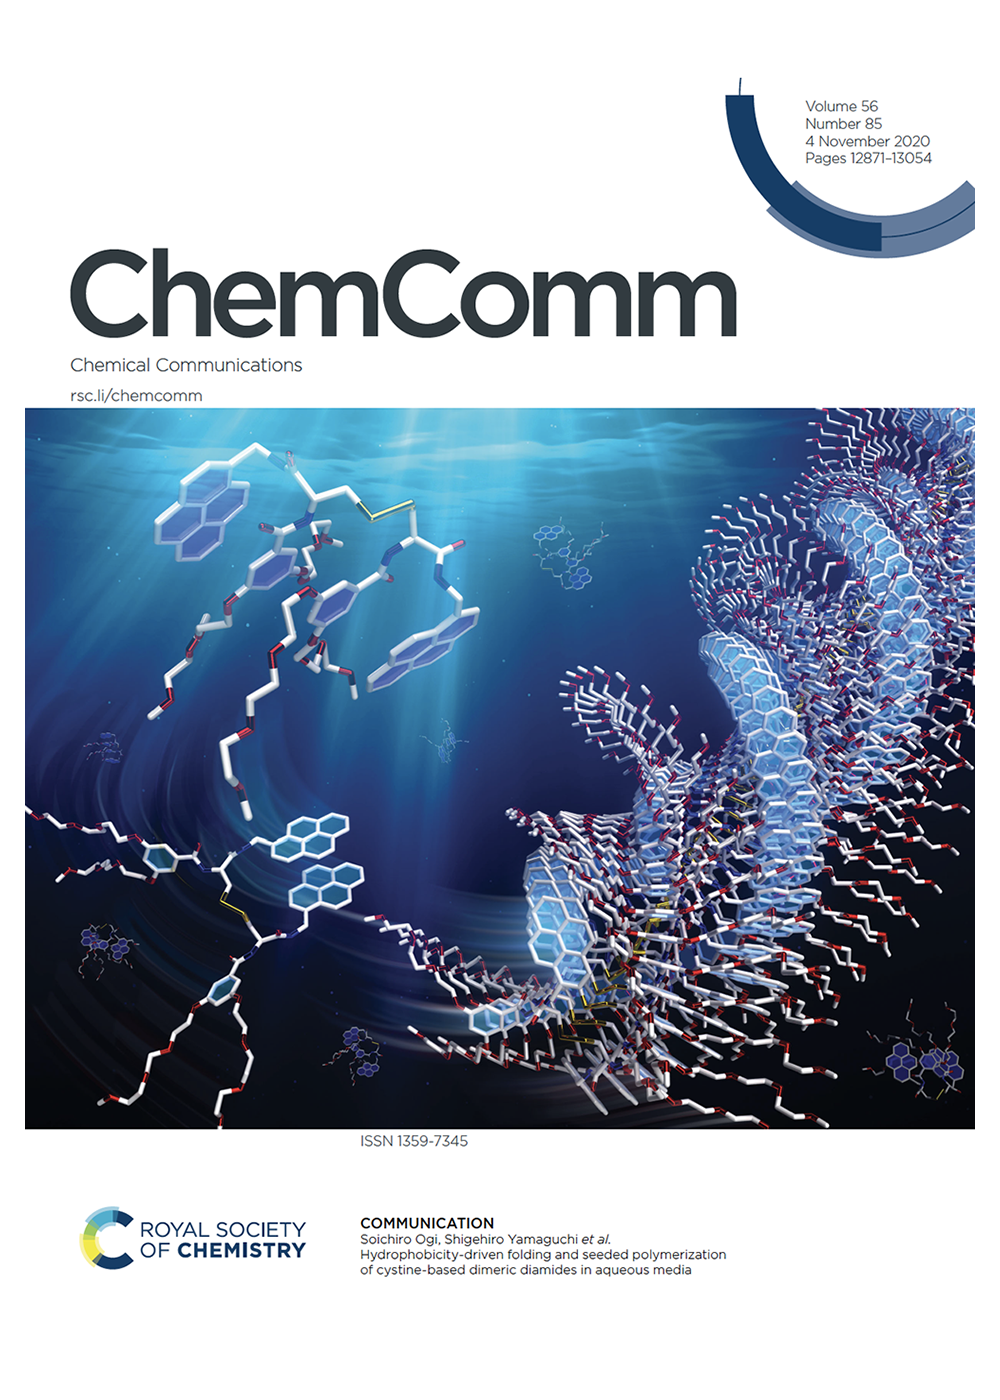 Volume 56
Number 85
4 November 2020
Pages 12871–13054
ChemComm
Chemical Communications
rsc.li/chemcomm
ISSN 1359-7345
ROYAL SOCIETY
OF CHEMISTRY
COMMUNICATION
Soichiro Ogi, Shigehiro Yamaguchi et al.
Hydrophobicity-driven folding and seeded polymerization
of cystine-based dimeric diamides in aqueous media